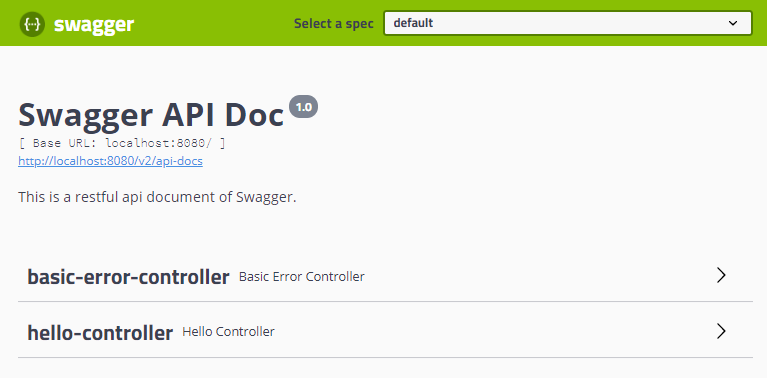 swagger Select a spec default
Swagger API Doc 1.0
[ Base URL: localhost:8080/ ]
http://localhost:8080/v2/api-docs
This is a restful api document of Swagger.
basic-error-controller Basic Error Controller
hello-controller Hello Controller